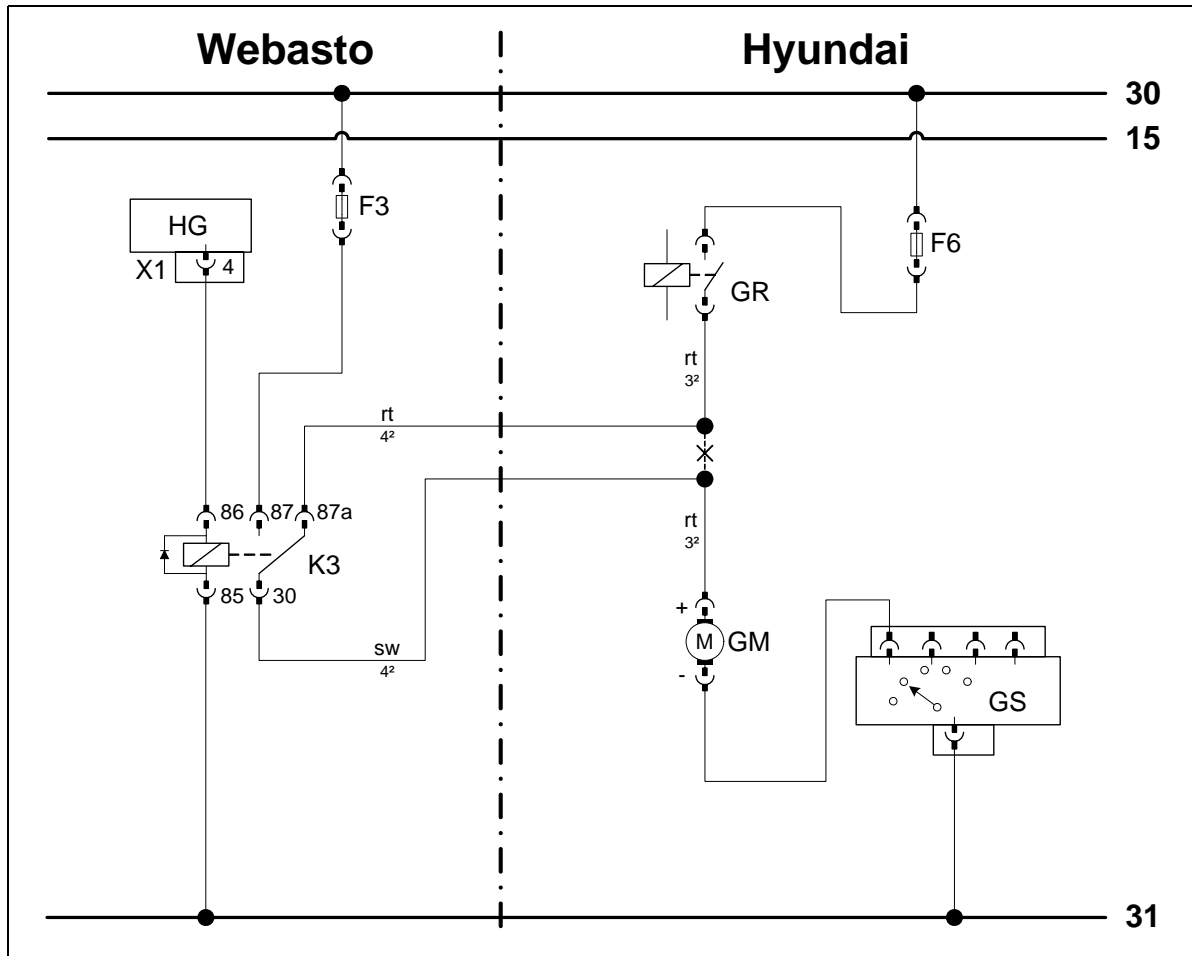 Webasto
Hyundai
30
15
HG
F3
X1
4
F6
GR
rt
3²
rt
4²
86
87
87a
rt
3²
K3
85
30
+
M
GM
sw
4²
-
GS
31